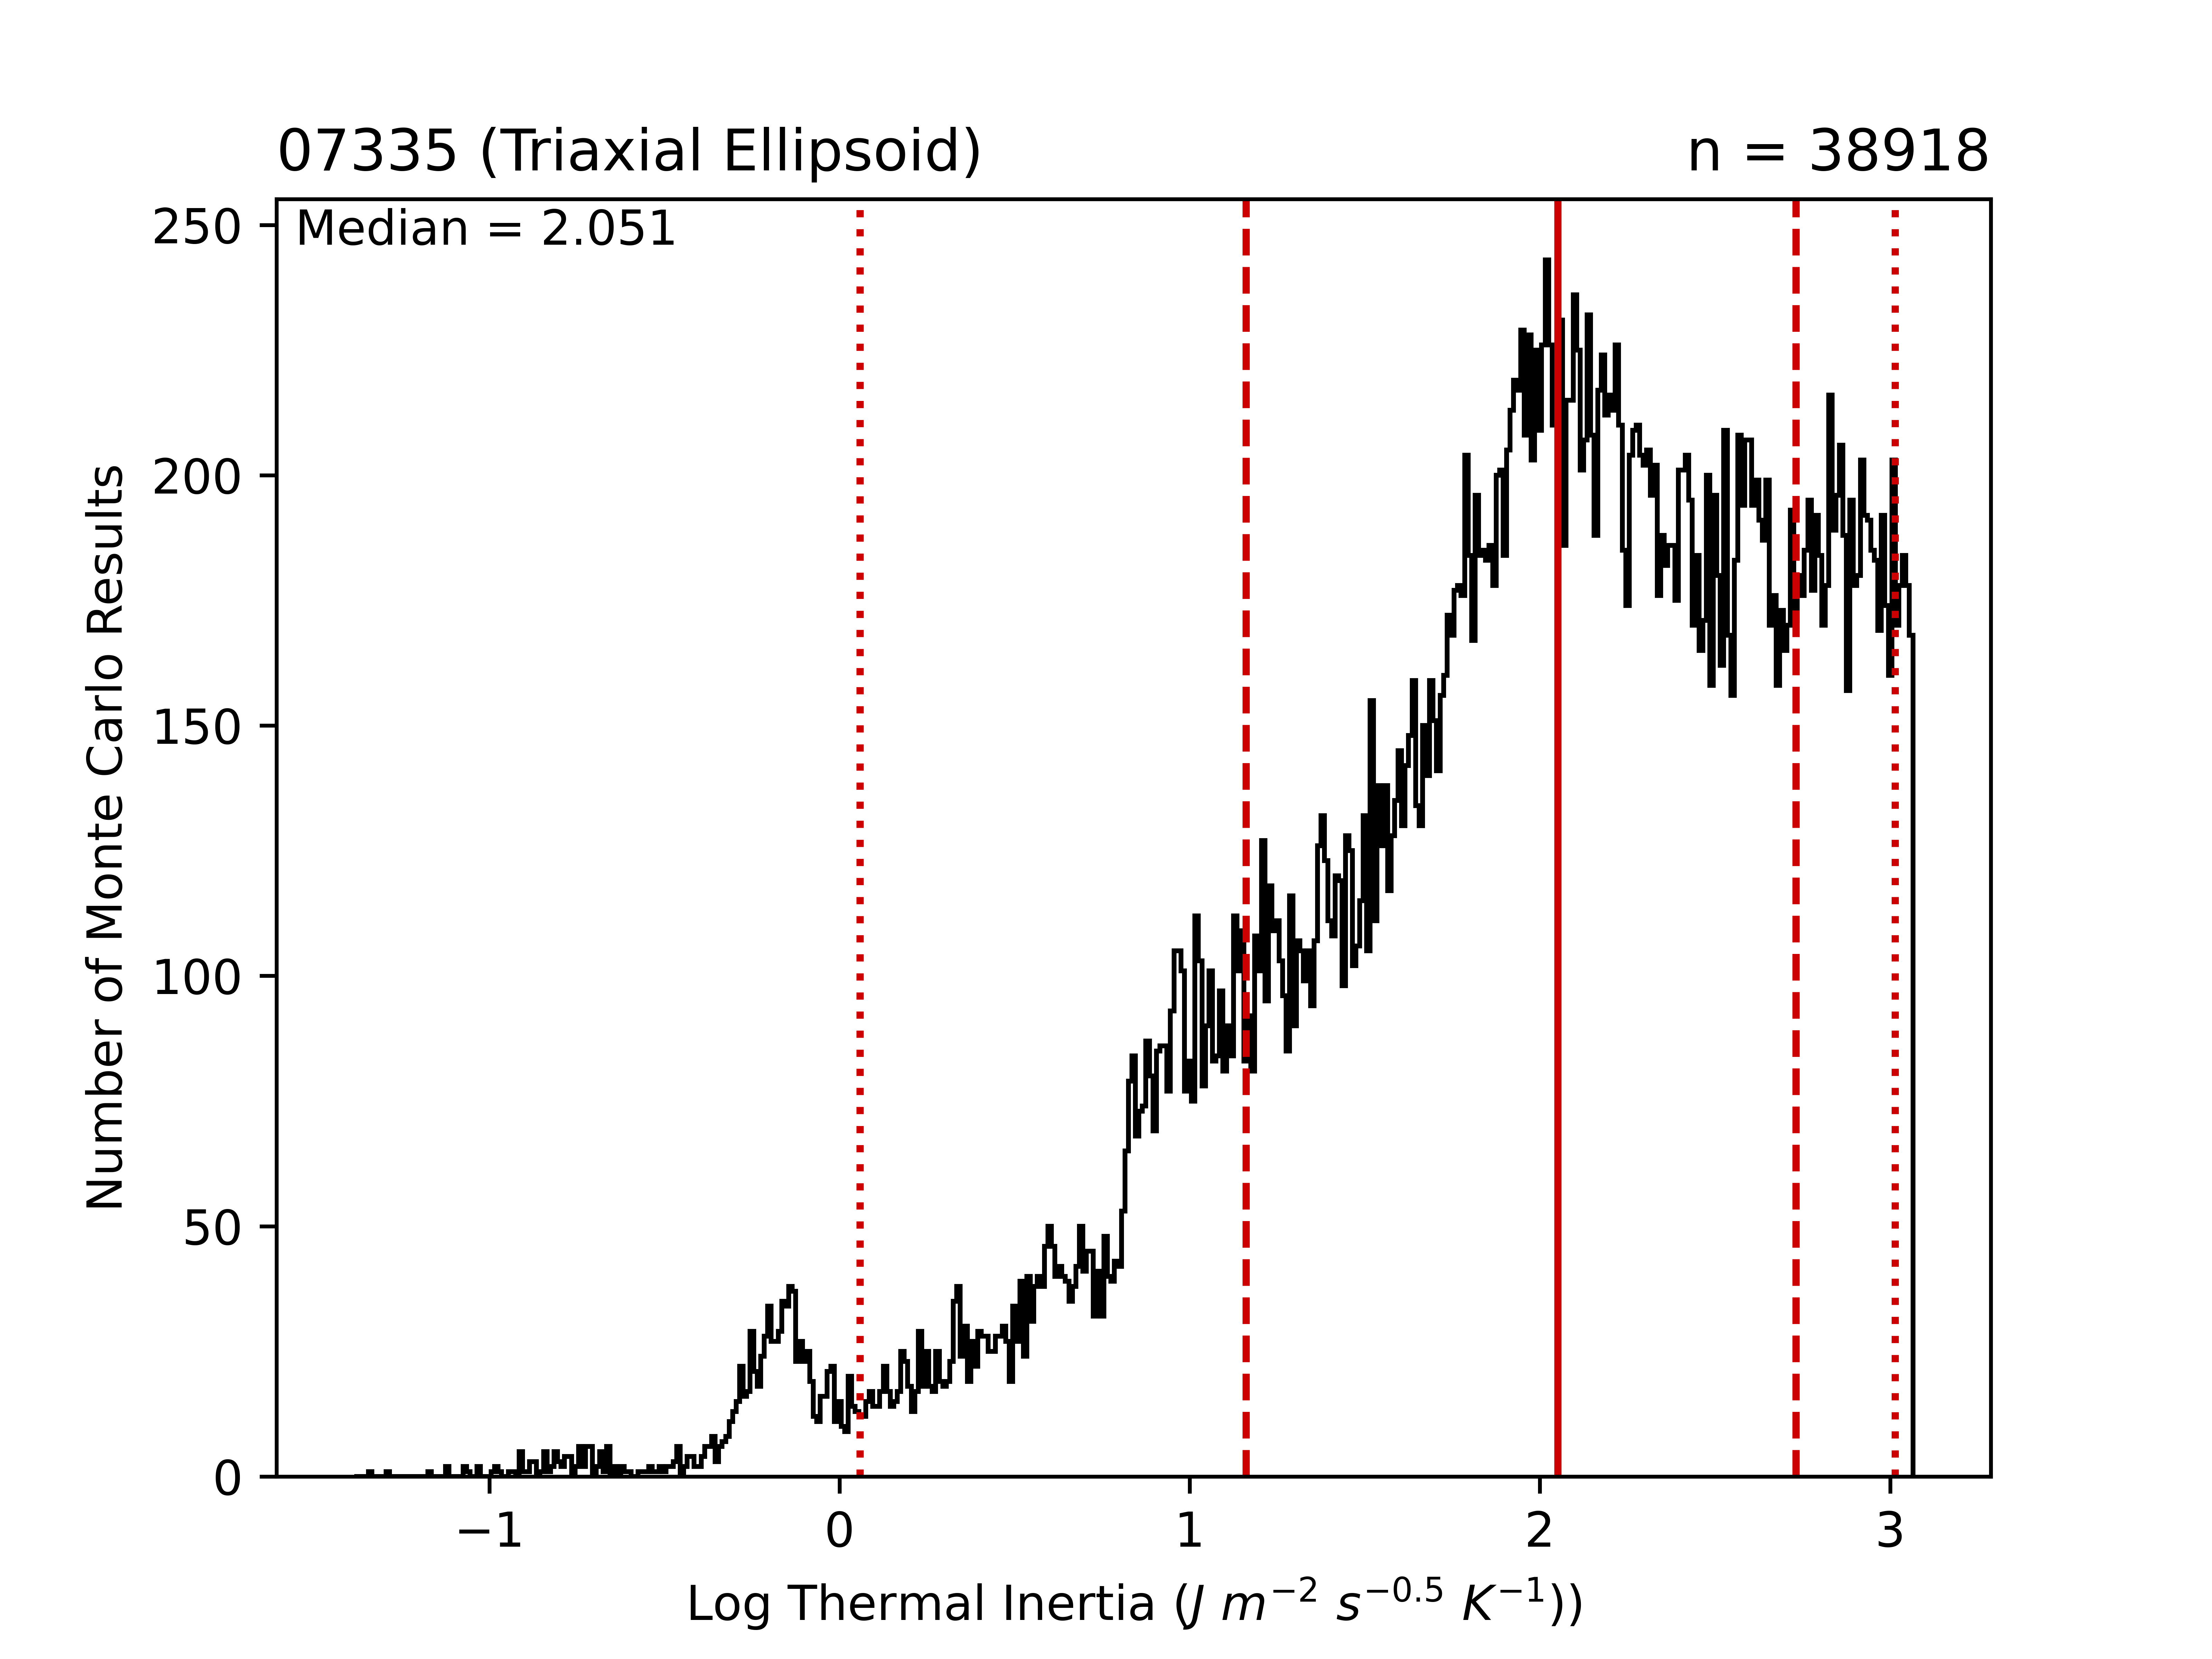 07335 (Triaxial Ellipsoid)
n = 38918
Median = 2.051
250
200
150
100
50
0
Number of Monte Carlo Results
−1 0 1 2 3
Log Thermal Inertia (J m⁻² s⁻⁰·⁵ K⁻¹))